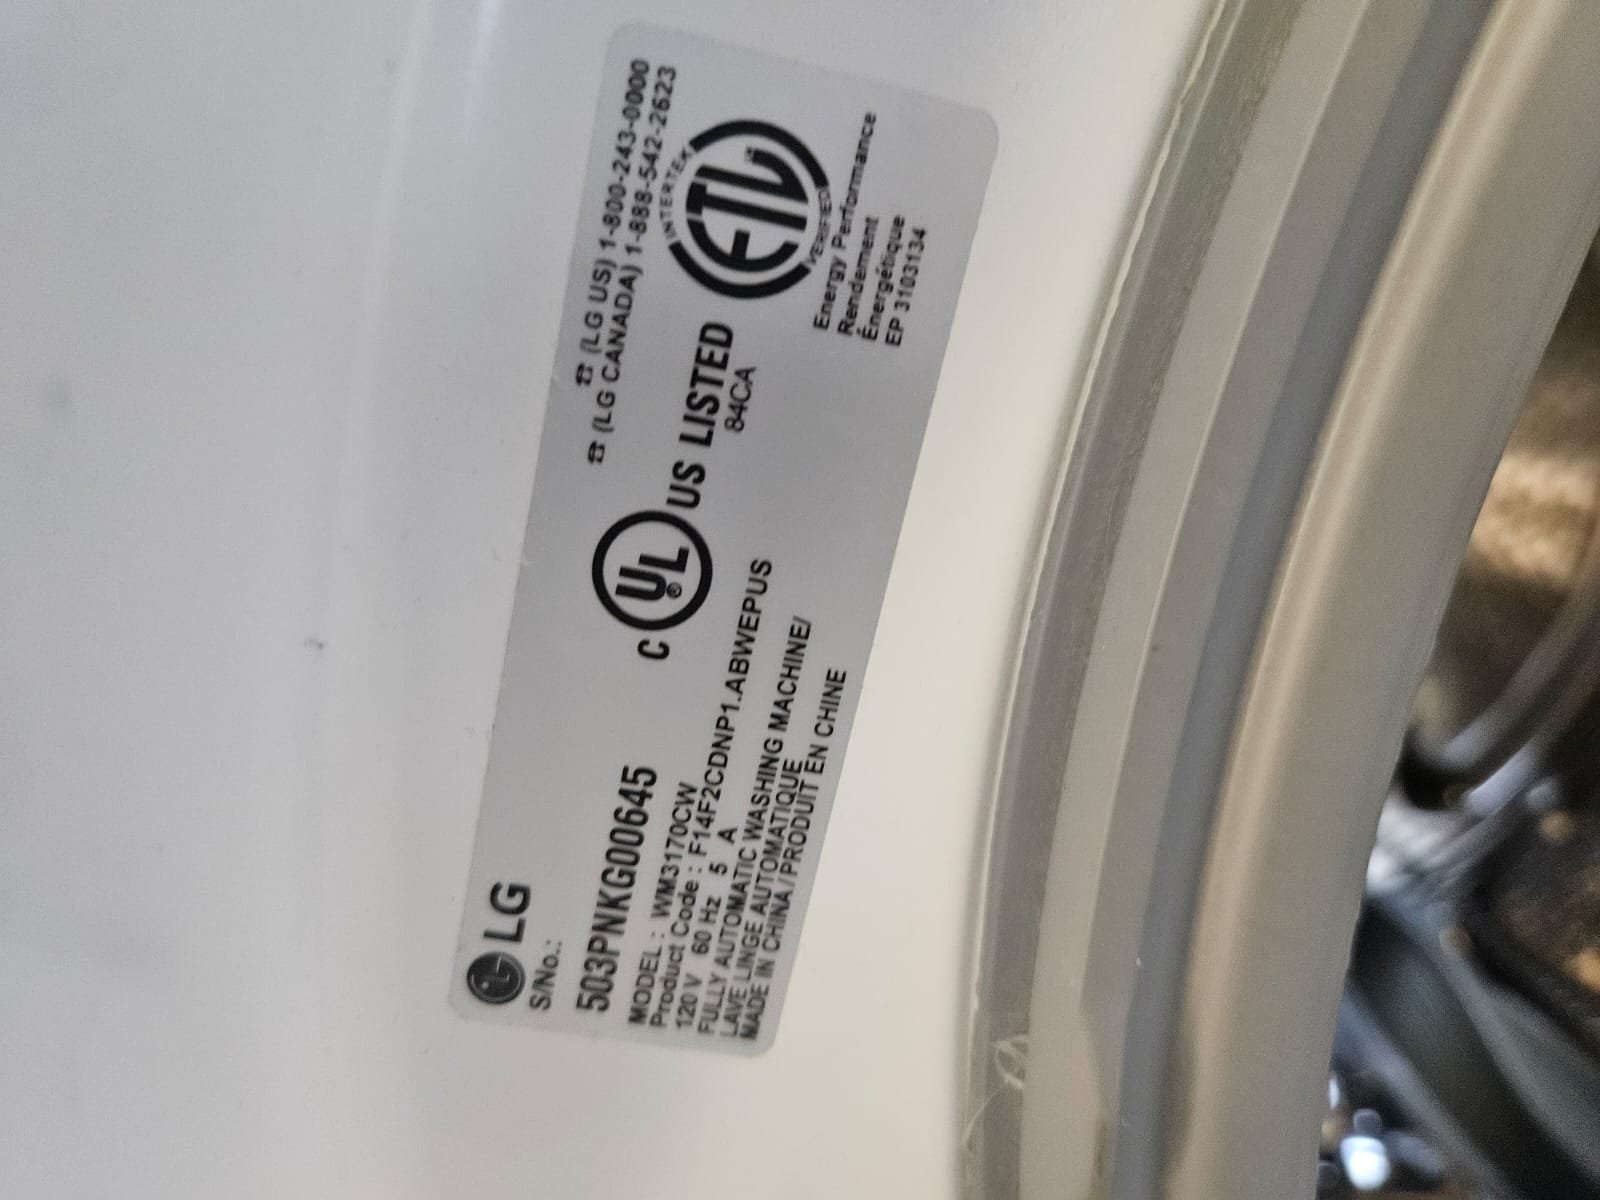 LG
S/No.:
503PNKG00645
MODEL : WM3170CW
Product Code : F14F2CDNP1.ABWEPUS
120 V 60 Hz 5 A
FULLY AUTOMATIC WASHING MACHINE/
LAVE LINGE AUTOMATIQUE
MADE IN CHINA/PRODUIT EN CHINE
C UL ® US LISTED
84CA
☎ (LG US) 1-800-243-0000
☎ (LG CANADA) 1-888-542-2623
INTERTEK
ETL
VERIFIED
Energy Performance
Rendement
Énergétique
EP 3103134